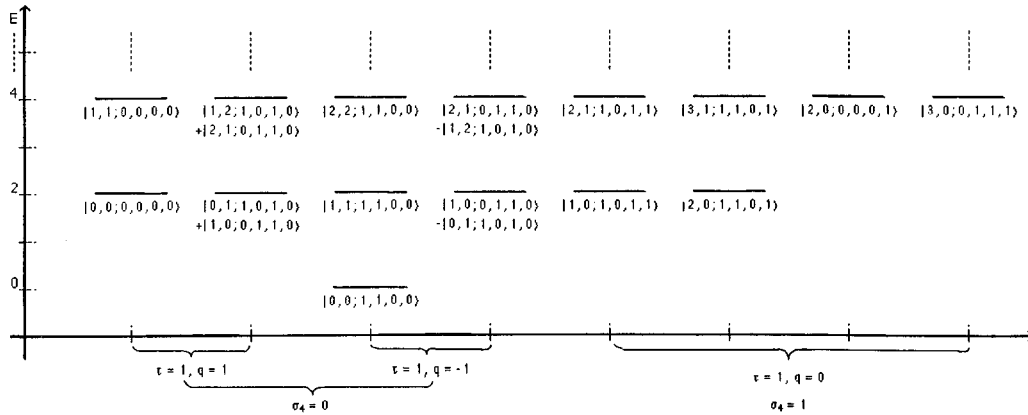 E
4
|1,1;0,0,0,0⟩ |1,2;1,0,1,0⟩ |2,2;1,1,0,0⟩ |2,1;0,1,1,0⟩ |2,1;1,0,1,1⟩ |3,1;1,1,0,1⟩ |2,0;0,0,0,1⟩ |3,0;0,1,1,1⟩
+|2,1;0,1,1,0⟩ -|1,2;1,0,1,0⟩
2
|0,0;0,0,0,0⟩ |0,1;1,0,1,0⟩ |1,1;1,1,0,0⟩ |1,0;0,1,1,0⟩ |1,0;1,0,1,1⟩ |2,0;1,1,0,1⟩
+|1,0;0,1,1,0⟩ -|0,1;1,0,1,0⟩
0
|0,0;1,1,0,0⟩
τ = 1, q = 1 τ = 1, q = -1 τ = 1, q = 0
σ₄ = 0 σ₄ = 1